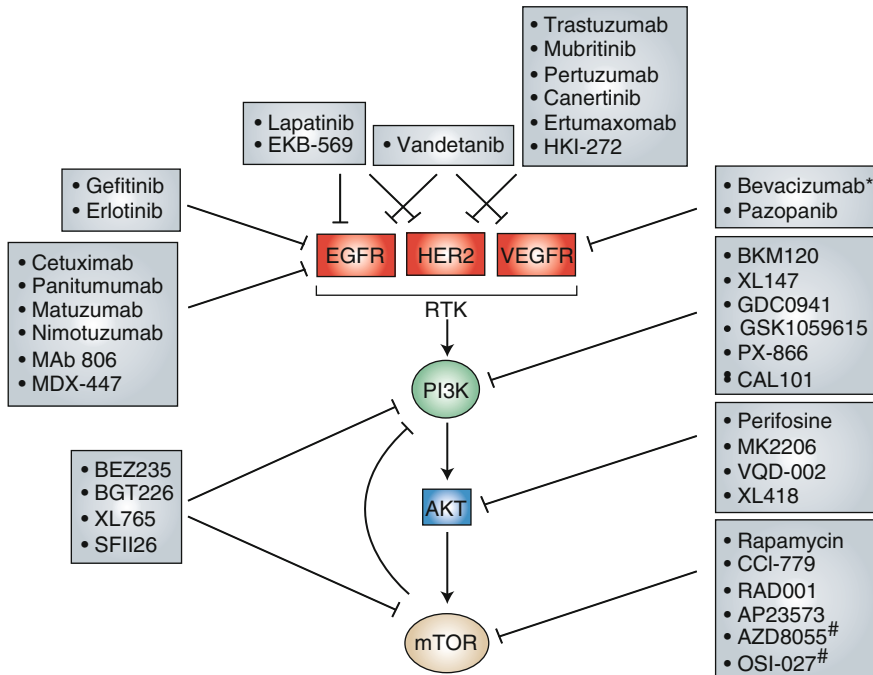 • Trastuzumab
• Mubritinib
• Pertuzumab
• Canertinib
• Ertumaxomab
• HKI-272
• Lapatinib
• EKB-569
• Vandetanib
• Gefitinib
• Erlotinib
• Bevacizumab*
• Pazopanib
• Cetuximab
• Panitumumab
• Matuzumab
• Nimotuzumab
• MAb 806
• MDX-447
EGFR
HER2
VEGFR
RTK
• BKM120
• XL147
• GDC0941
• GSK1059615
• PX-866
• CAL101
PI3K
• Perifosine
• MK2206
• VQD-002
• XL418
• BEZ235
• BGT226
• XL765
• SFII26
AKT
• Rapamycin
• CCI-779
• RAD001
• AP23573
• AZD8055#
• OSI-027#
mTOR